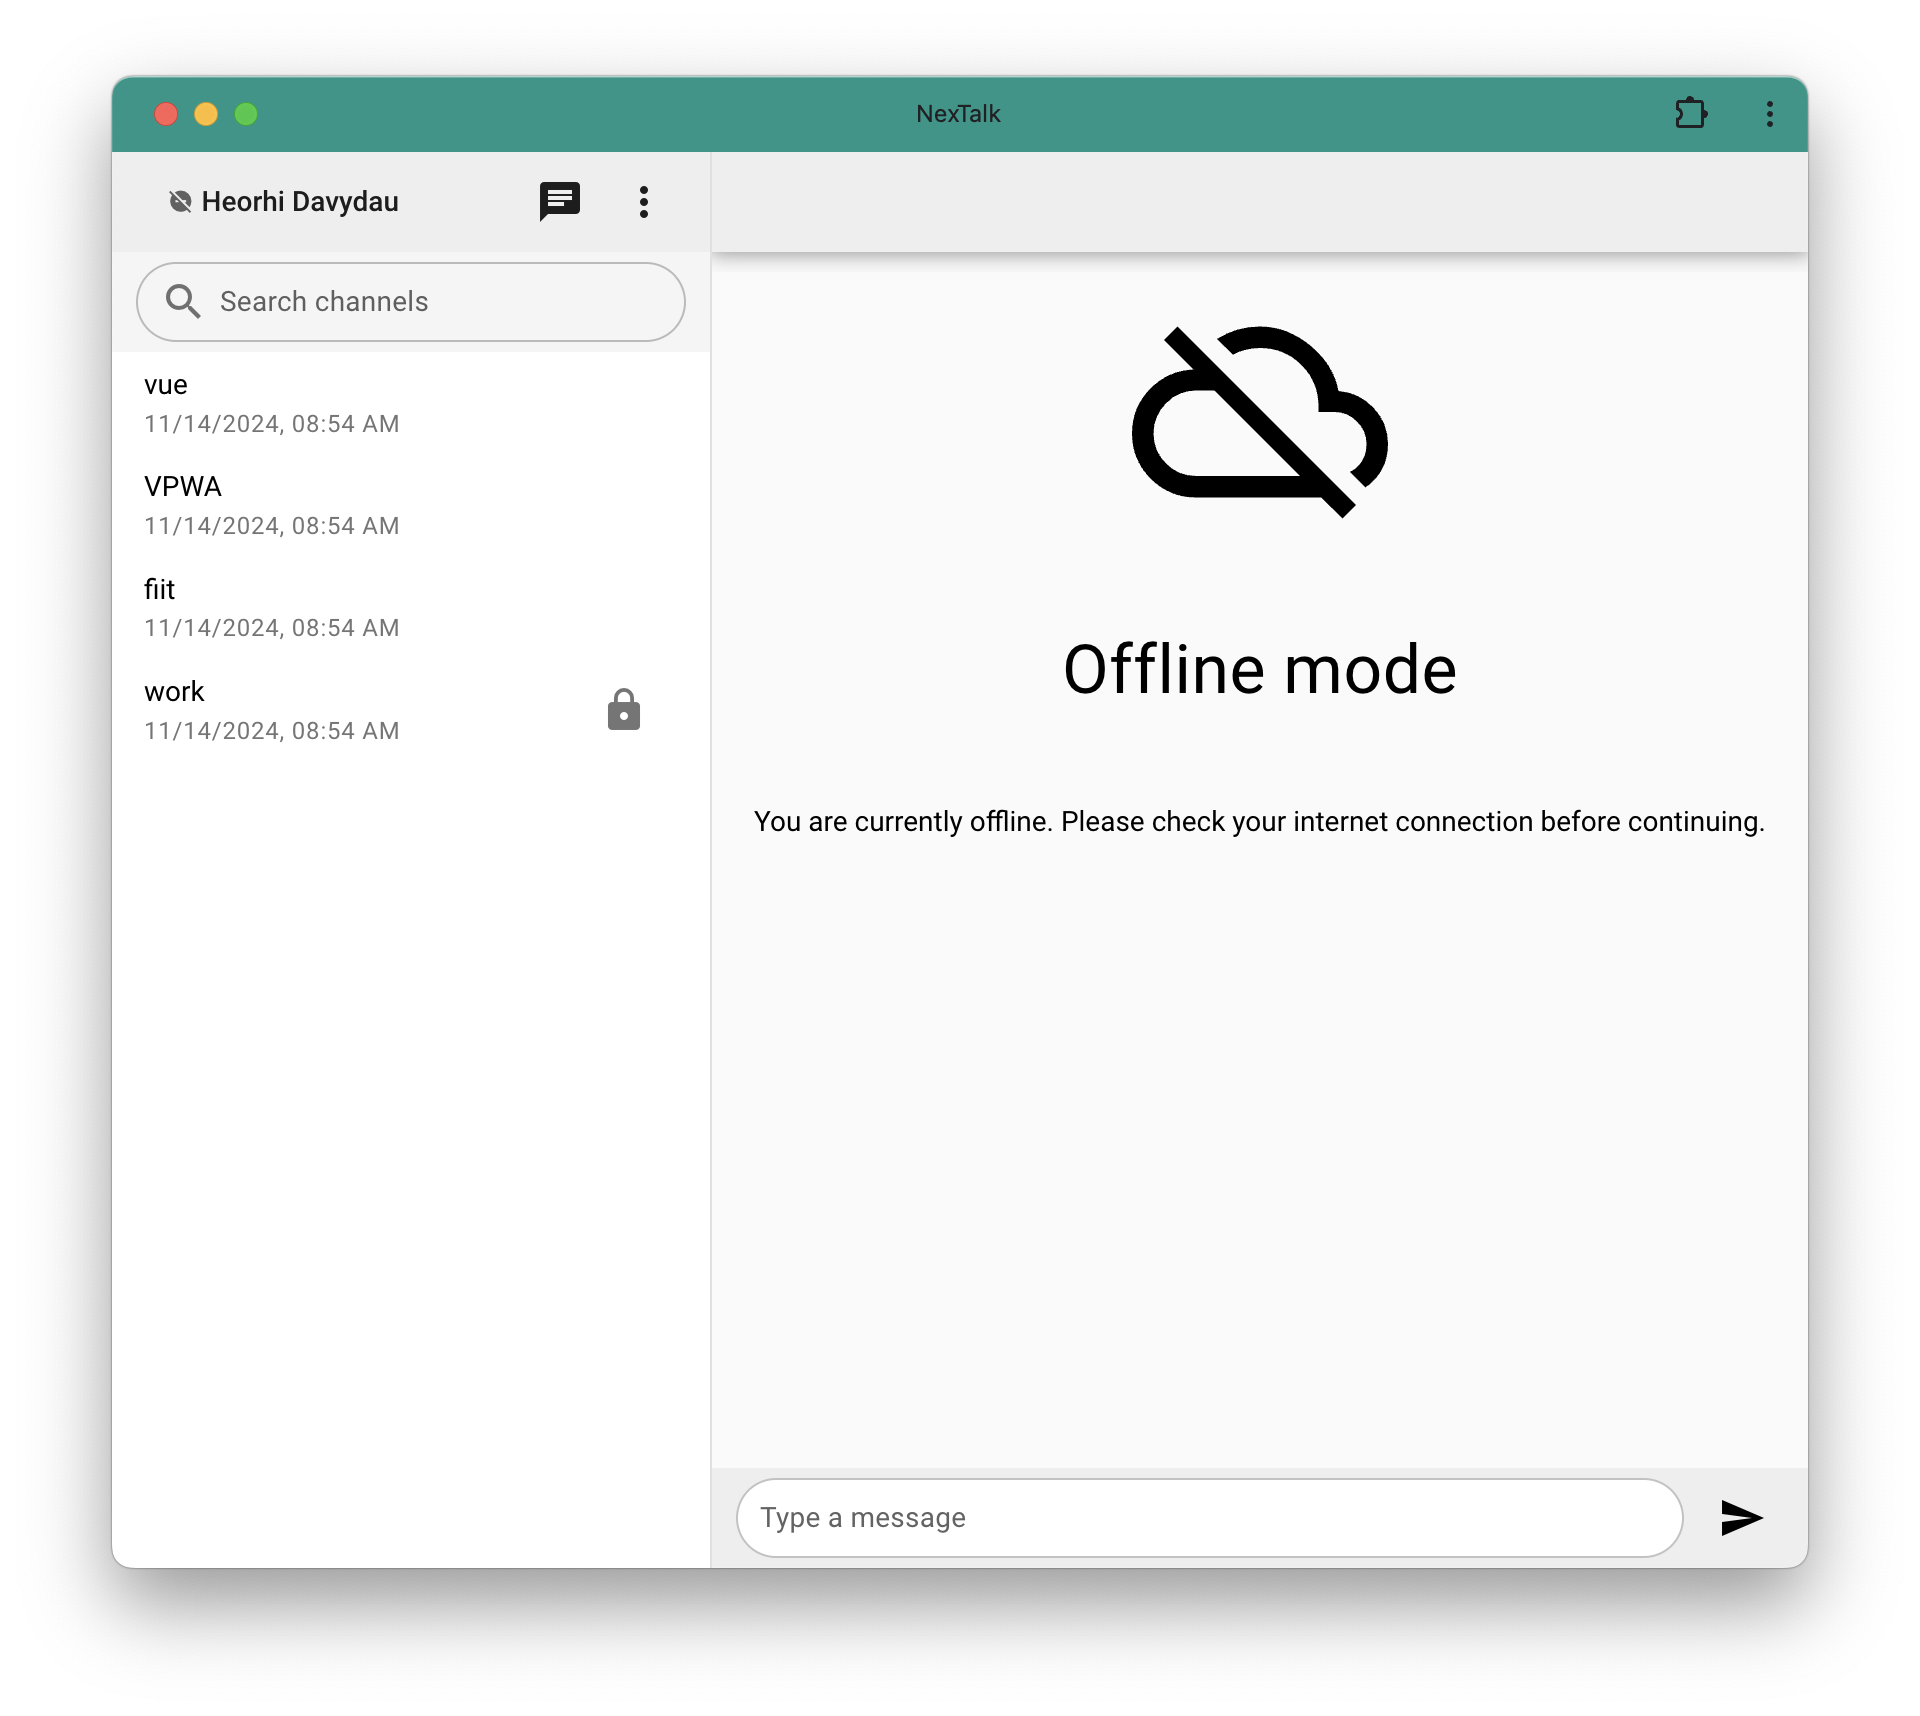 NexTalk
Heorhi Davydau
Search channels
vue
11/14/2024, 08:54 AM
VPWA
11/14/2024, 08:54 AM
fiit
11/14/2024, 08:54 AM
work
11/14/2024, 08:54 AM
Offline mode
You are currently offline. Please check your internet connection before continuing.
Type a message